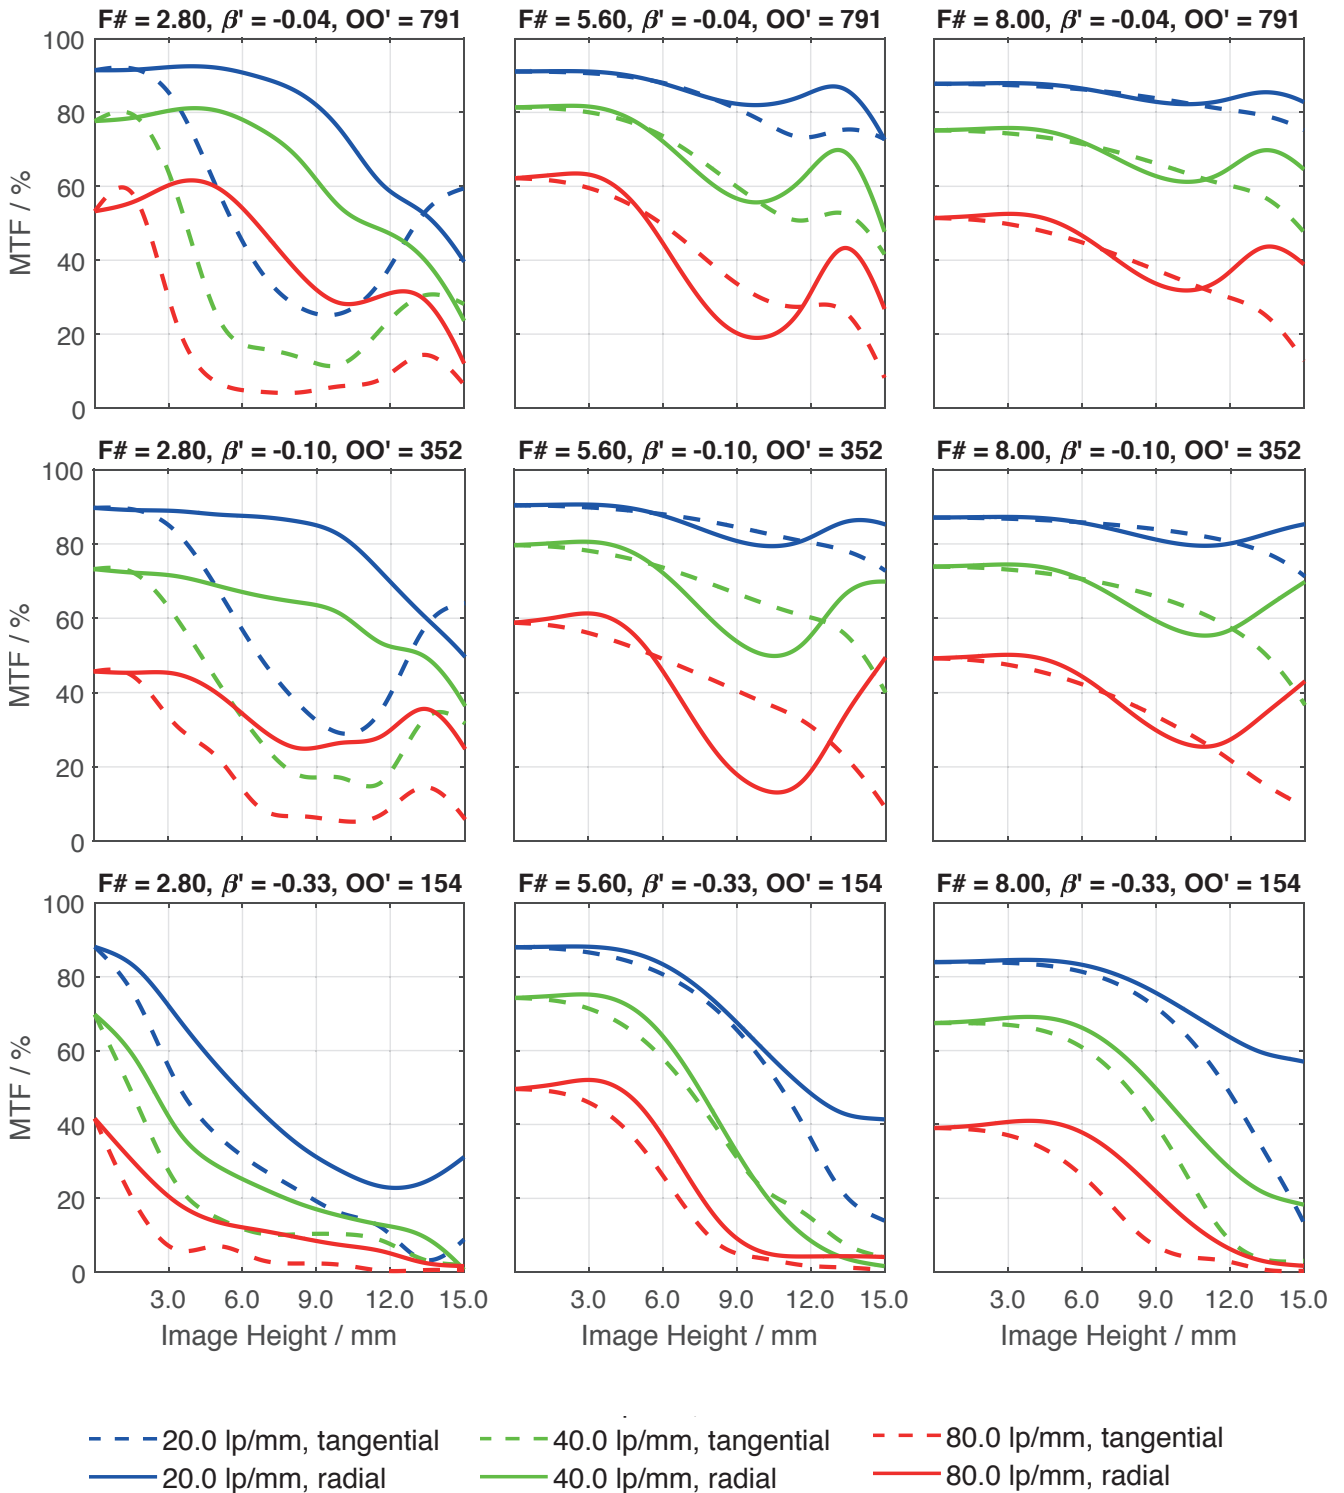 F# = 2.80, β' = -0.04, OO' = 791
F# = 5.60, β' = -0.04, OO' = 791
F# = 8.00, β' = -0.04, OO' = 791
100
80
60
40
20
0
MTF / %
F# = 2.80, β' = -0.10, OO' = 352
F# = 5.60, β' = -0.10, OO' = 352
F# = 8.00, β' = -0.10, OO' = 352
100
80
60
40
20
0
MTF / %
F# = 2.80, β' = -0.33, OO' = 154
F# = 5.60, β' = -0.33, OO' = 154
F# = 8.00, β' = -0.33, OO' = 154
100
80
60
40
20
0
MTF / %
3.0 6.0 9.0 12.0 15.0
3.0 6.0 9.0 12.0 15.0
3.0 6.0 9.0 12.0 15.0
Image Height / mm
Image Height / mm
Image Height / mm
20.0 lp/mm, tangential
40.0 lp/mm, tangential
80.0 lp/mm, tangential
20.0 lp/mm, radial
40.0 lp/mm, radial
80.0 lp/mm, radial